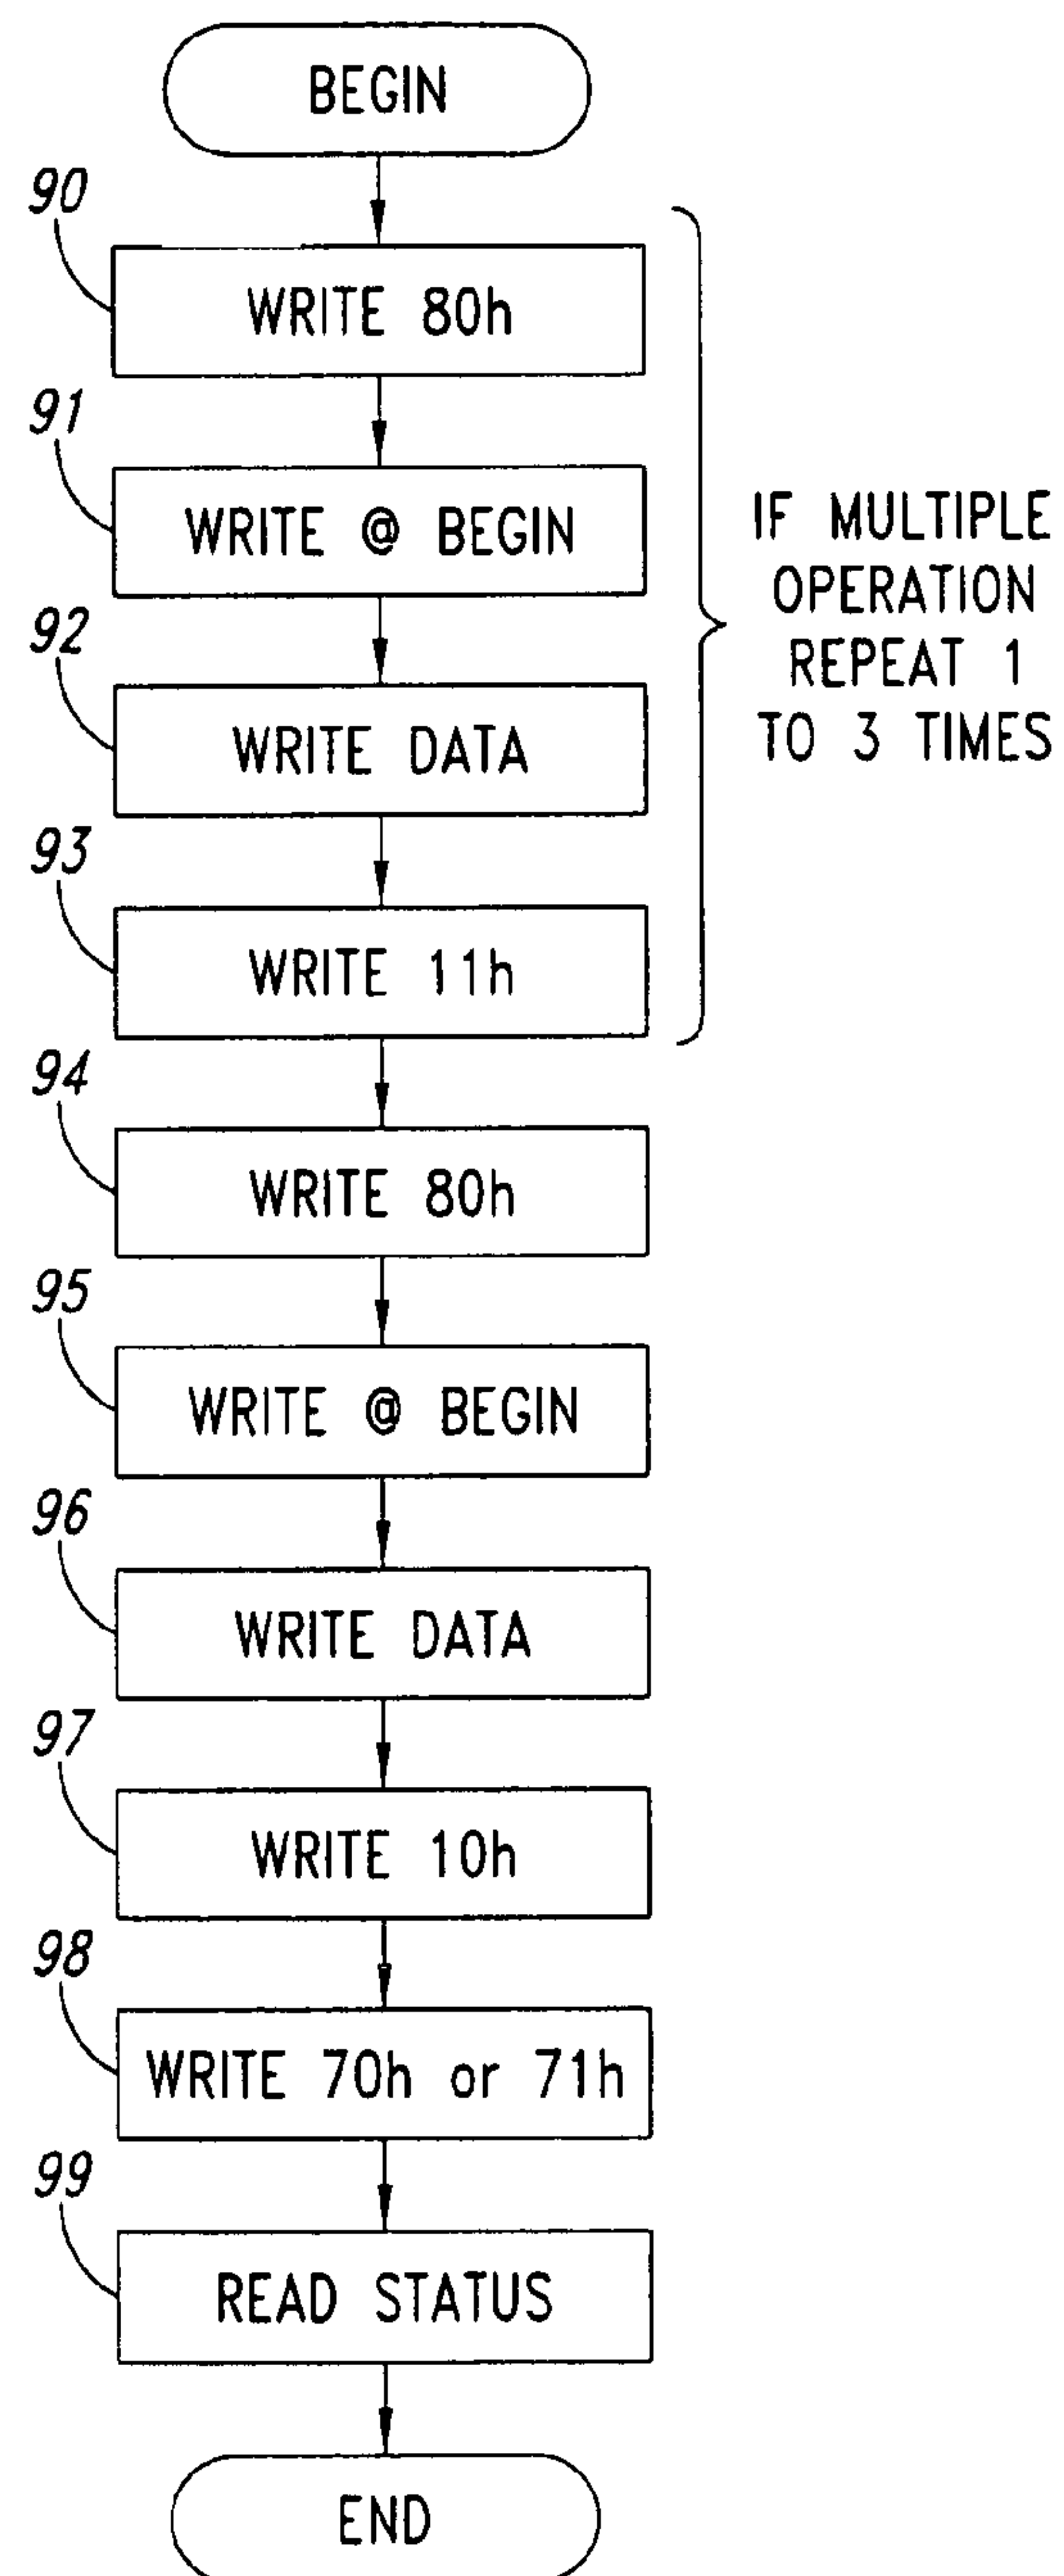 BEGIN
90
WRITE 80h
91
WRITE @ BEGIN
IF MULTIPLE
OPERATION
REPEAT 1
TO 3 TIMES
92
WRITE DATA
93
WRITE 11h
94
WRITE 80h
95
WRITE @ BEGIN
96
WRITE DATA
97
WRITE 10h
98
WRITE 70h or 71h
99
READ STATUS
END